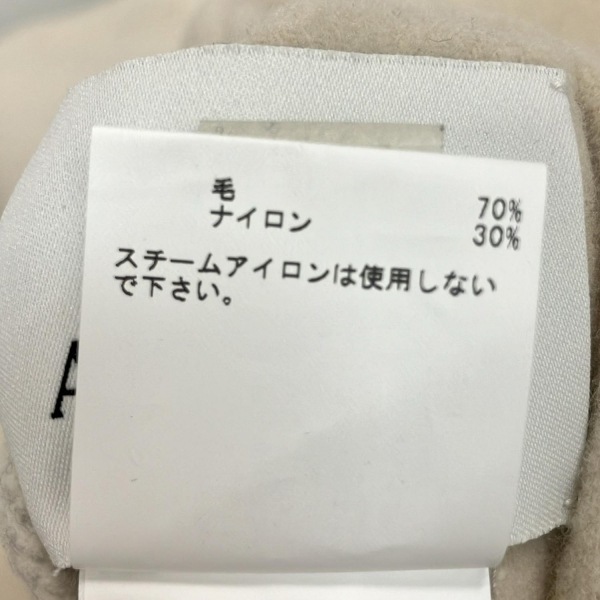 毛 70%
ナイロン 30%
スチームアイロンは使用しない
で下さい。
A